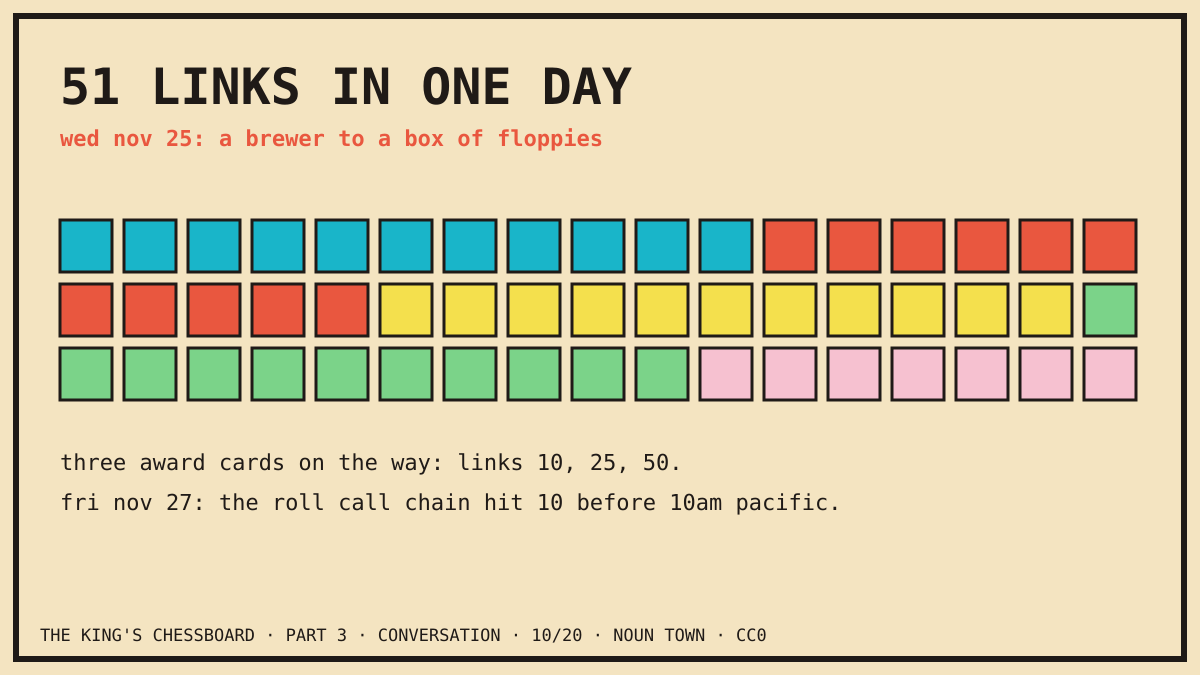 51 LINKS IN ONE DAY
wed nov 25: a brewer to a box of floppies
three award cards on the way: links 10, 25, 50.
fri nov 27: the roll call chain hit 10 before 10am pacific.
THE KING'S CHESSBOARD · PART 3 · CONVERSATION · 10/20 · NOUN TOWN · CC0